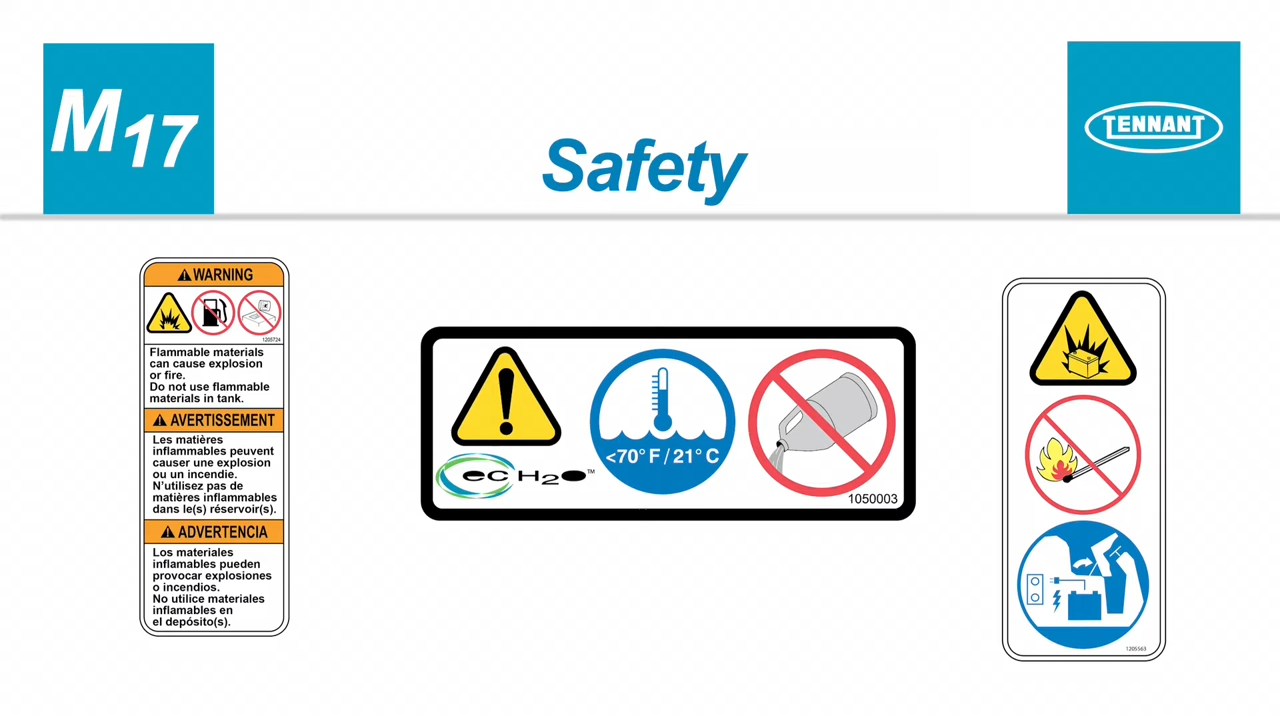 M17
Safety
TENNANT
WARNING
1205724
Flammable materials
can cause explosion
or fire.
Do not use flammable
materials in tank.
AVERTISSEMENT
Les matières
inflammables peuvent
causer une explosion
ou un incendie.
N'utilisez pas de
matières inflammables
dans le(s) réservoir(s).
ADVERTENCIA
Los materiales
inflamables pueden
provocar explosiones
o incendios.
No utilice materiales
inflamables en
el depósito(s).
ec H2O™
<70° F / 21° C
1050003
1205563